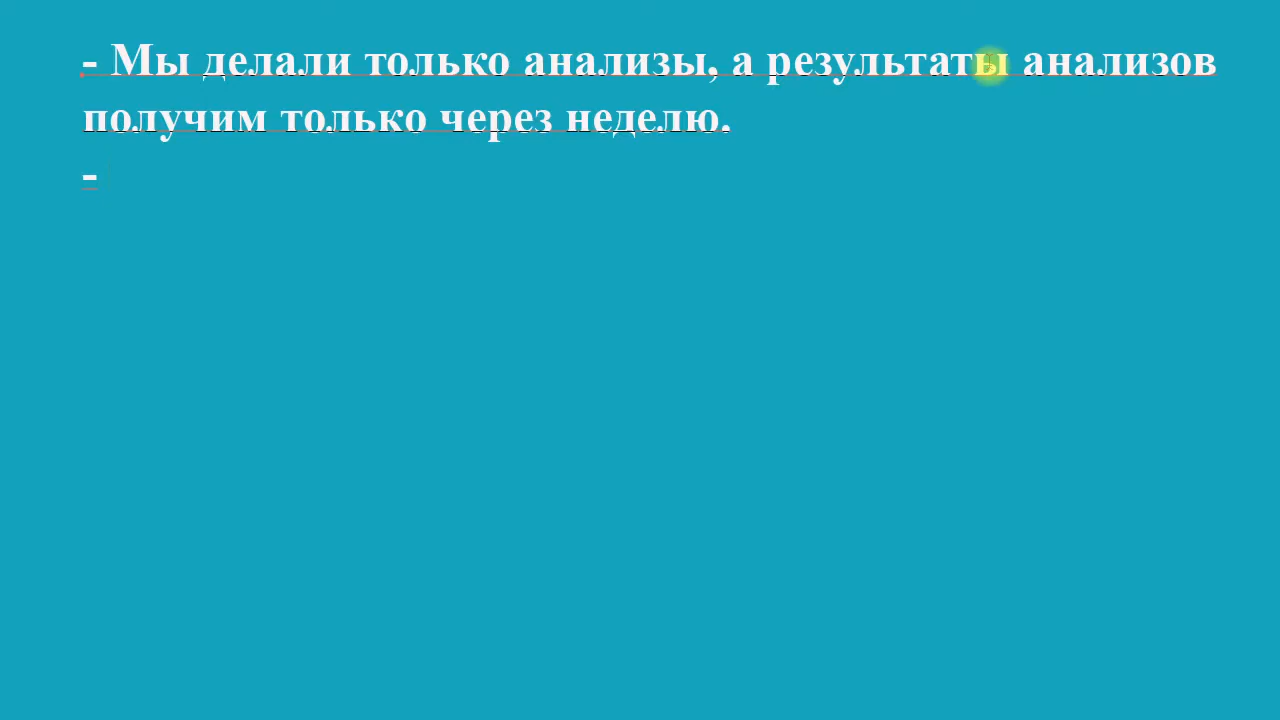 - Мы делали только анализы, а результаты анализов
получим только через неделю.
-